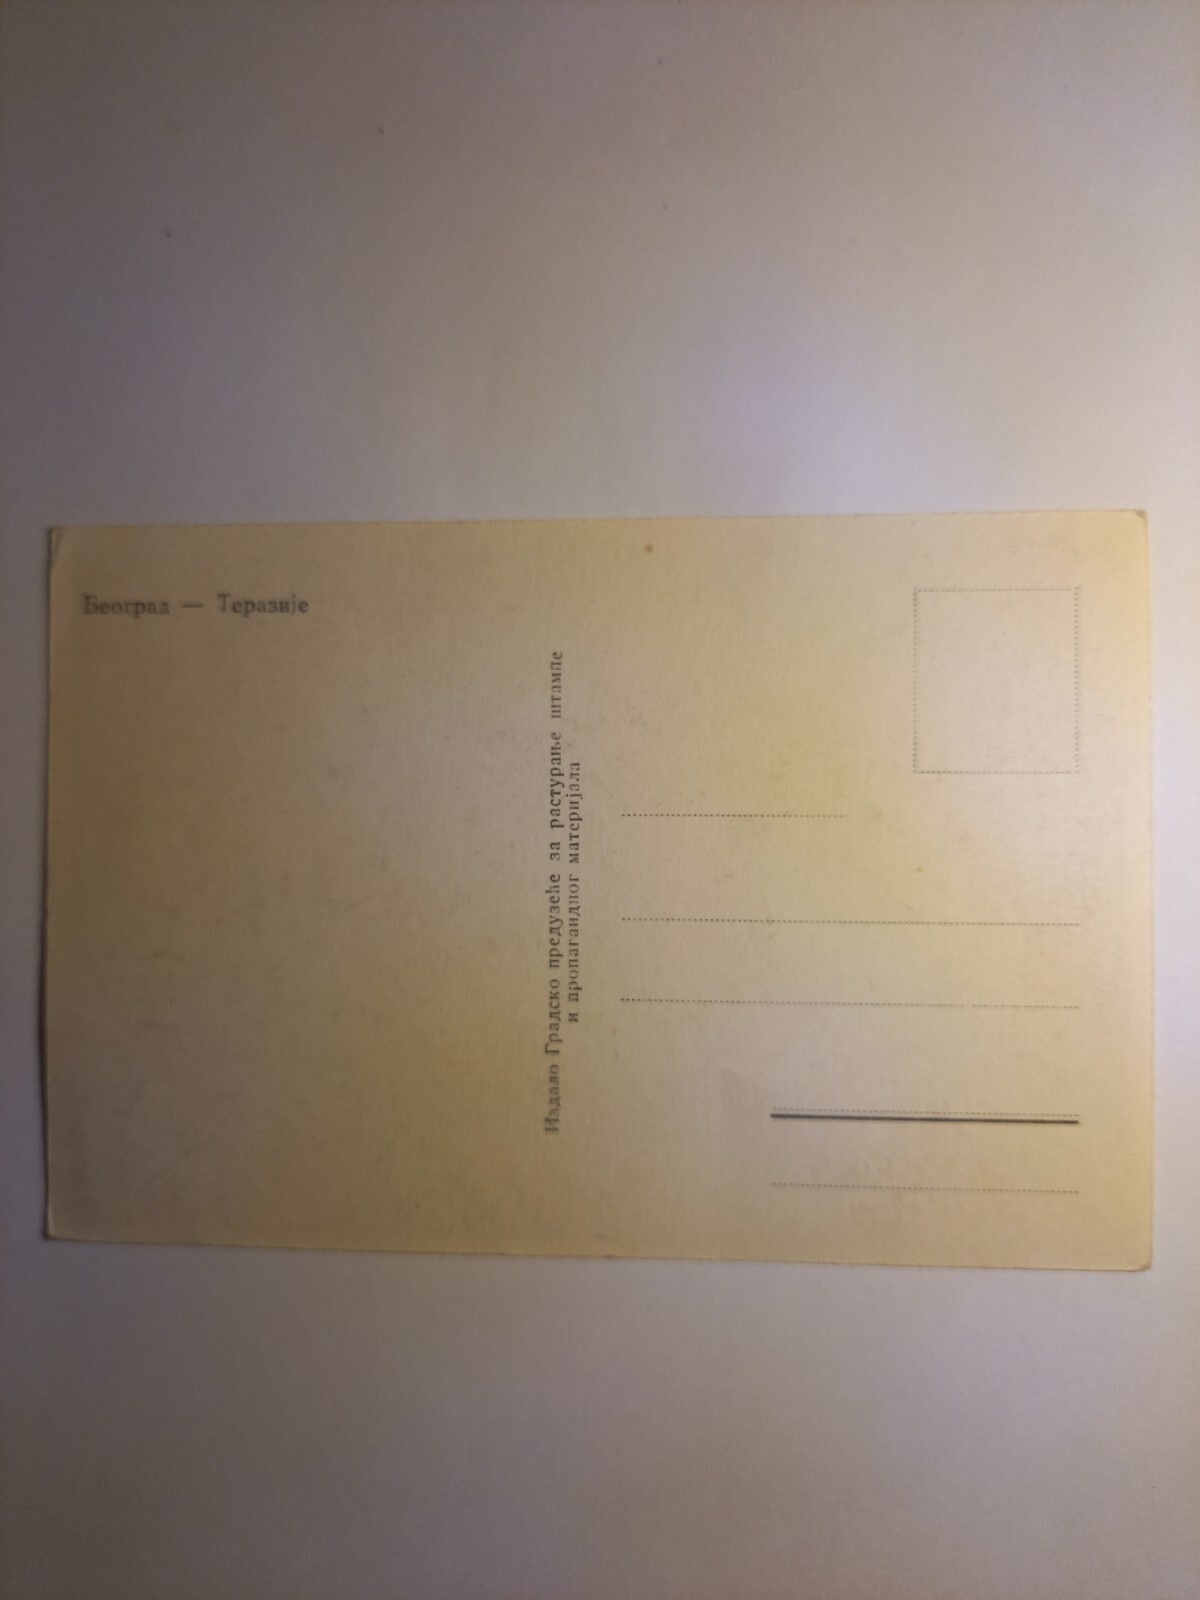 Београд — Теразије
Издало Градско предузеће за растурање штампе
и пропагандног материјала